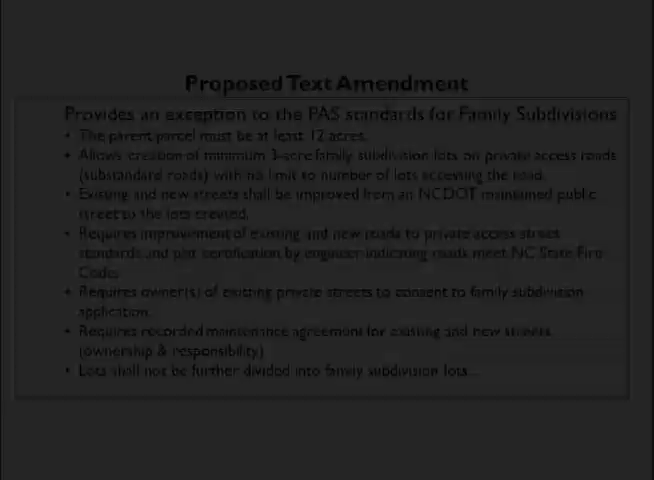 Proposed Text Amendment
Provides an exception to the PAS standards for Family Subdivisions
• The parent parcel must be at least 12 acres.
• Allows creation of minimum 3-acre family subdivision lots on private access roads
(substandard roads) with no limit to number of lots accessing the road.
• Existing and new streets shall be improved from an NCDOT maintained public
street to the lots created.
• Requires improvement of existing and new roads to private access street
standards and plat certification by engineer indicating roads meet NC State Fire
Codes
• Requires owner(s) of existing private streets to consent to family subdivision
application.
• Requires recorded maintenance agreement for existing and new streets
(ownership & responsibility)
• Lots shall not be further divided into family subdivision lots.